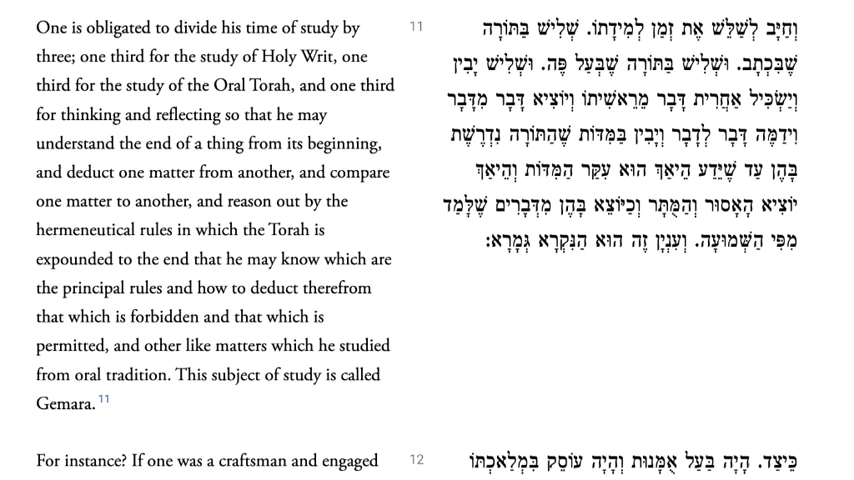 One is obligated to divide his time of study by
three; one third for the study of Holy Writ, one
third for the study of the Oral Torah, and one third
for thinking and reflecting so that he may
understand the end of a thing from its beginning,
and deduct one matter from another, and compare
one matter to another, and reason out by the
hermeneutical rules in which the Torah is
expounded to the end that he may know which are
the principal rules and how to deduct therefrom
that which is forbidden and that which is
permitted, and other like matters which he studied
from oral tradition. This subject of study is called
Gemara. 11
11
וְחַיָּב לְשַׁלֵּשׁ אֶת זְמַן לְמִידָתוֹ. שְׁלִישׁ בַּתּוֹרָה
שֶׁבִּכְתָב. וּשְׁלִישׁ בַּתּוֹרָה שֶׁבְּעַל פֶּה. וּשְׁלִישׁ יָבִין
וְיַשְׂכִּיל אַחֲרִית דָּבָר מֵרֵאשִׁיתוֹ וְיוֹצִיא דָּבָר מִדָּבָר
וִידַמֶּה דָּבָר לְדָבָר וְיָבִין בַּמִּדּוֹת שֶׁהַתּוֹרָה נִדְרֶשֶׁת
בָּהֶן עַד שֶׁיֵּדַע הֵיאַךְ הוּא עִקַּר הַמִּדּוֹת וְהֵיאַךְ
יוֹצִיא הָאָסוּר וְהַמֻּתָּר וְכַיּוֹצֵא בָּהֶן מִדְּבָרִים שֶׁלָּמַד
מִפִּי הַשְּׁמוּעָה. וְעִנְיָן זֶה הוּא הַנִּקְרָא גְּמָרָא:
For instance? If one was a craftsman and engaged
12
כֵּיצַד. הָיָה בַּעַל אֻמָּנוּת וְהָיָה עוֹסֵק בִּמְלַאכְתּוֹ